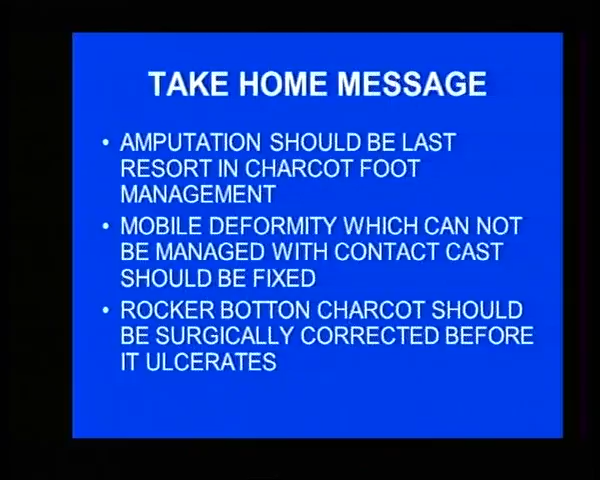 TAKE HOME MESSAGE
• AMPUTATION SHOULD BE LAST
RESORT IN CHARCOT FOOT
MANAGEMENT
• MOBILE DEFORMITY WHICH CAN NOT
BE MANAGED WITH CONTACT CAST
SHOULD BE FIXED
• ROCKER BOTTON CHARCOT SHOULD
BE SURGICALLY CORRECTED BEFORE
IT ULCERATES